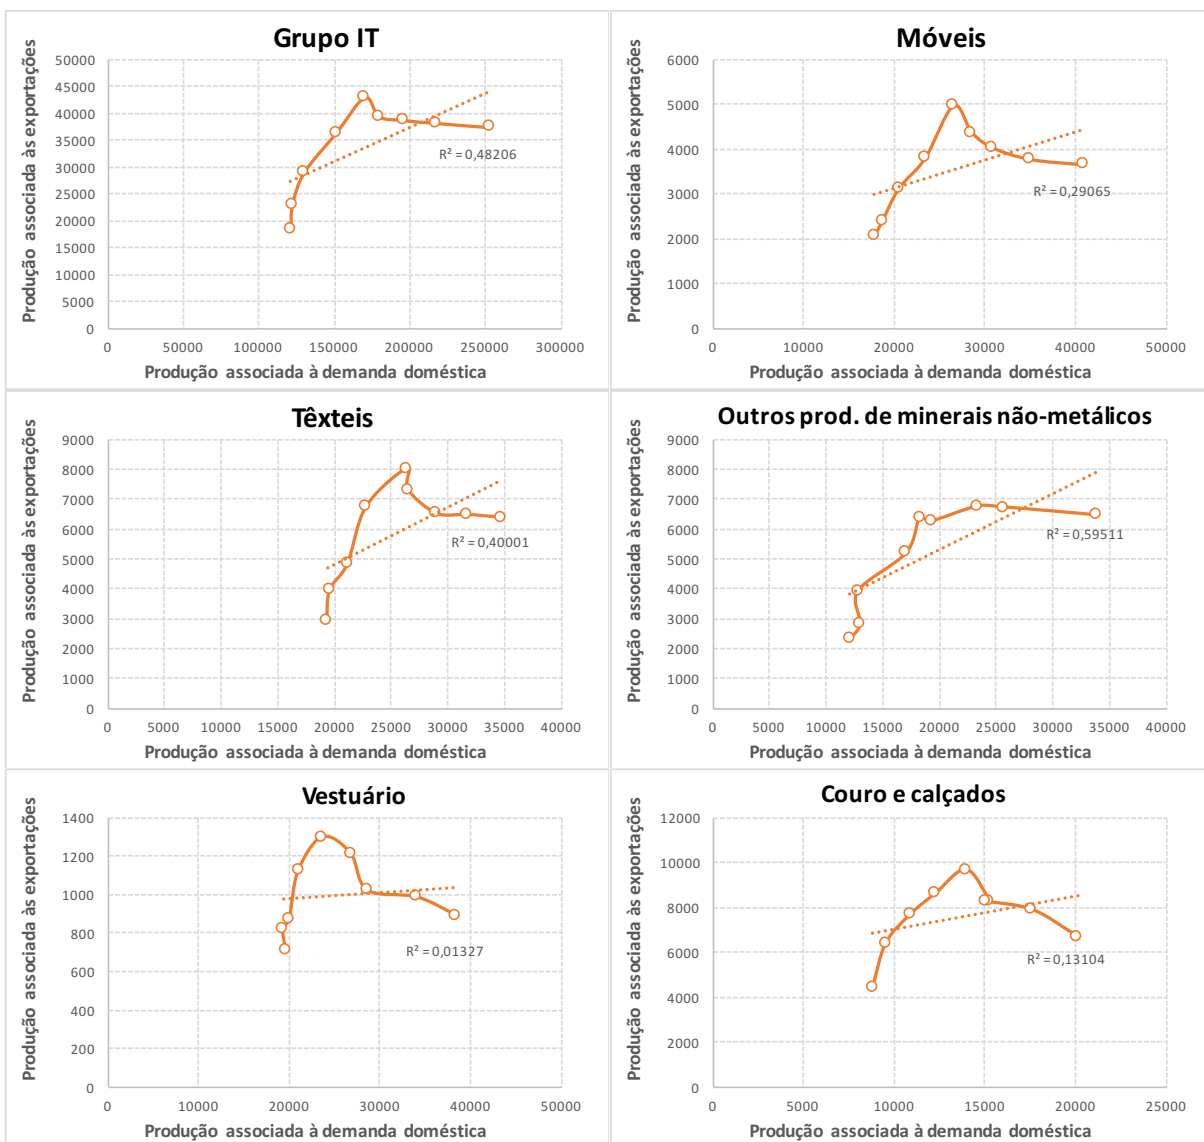 Grupo IT
Produção associada às exportações
50000
45000
40000
35000
30000
25000
20000
15000
10000
5000
0
R² = 0,48206
0 50000 100000 150000 200000 250000 300000
Produção associada à demanda doméstica
Móveis
Produção associada às exportações
6000
5000
4000
3000
2000
1000
0
R² = 0,29065
0 10000 20000 30000 40000 50000
Produção associada à demanda doméstica
Têxteis
Produção associada às exportações
9000
8000
7000
6000
5000
4000
3000
2000
1000
0
R² = 0,40001
0 5000 10000 15000 20000 25000 30000 35000 40000
Produção associada à demanda doméstica
Outros prod. de minerais não-metálicos
Produção associada às exportações
9000
8000
7000
6000
5000
4000
3000
2000
1000
0
R² = 0,59511
0 5000 10000 15000 20000 25000 30000 35000 40000
Produção associada à demanda doméstica
Vestuário
Produção associada às exportações
1400
1200
1000
800
600
400
200
0
R² = 0,01327
0 10000 20000 30000 40000 50000
Produção associada à demanda doméstica
Couro e calçados
Produção associada às exportações
12000
10000
8000
6000
4000
2000
0
R² = 0,13104
0 5000 10000 15000 20000 25000
Produção associada à demanda doméstica